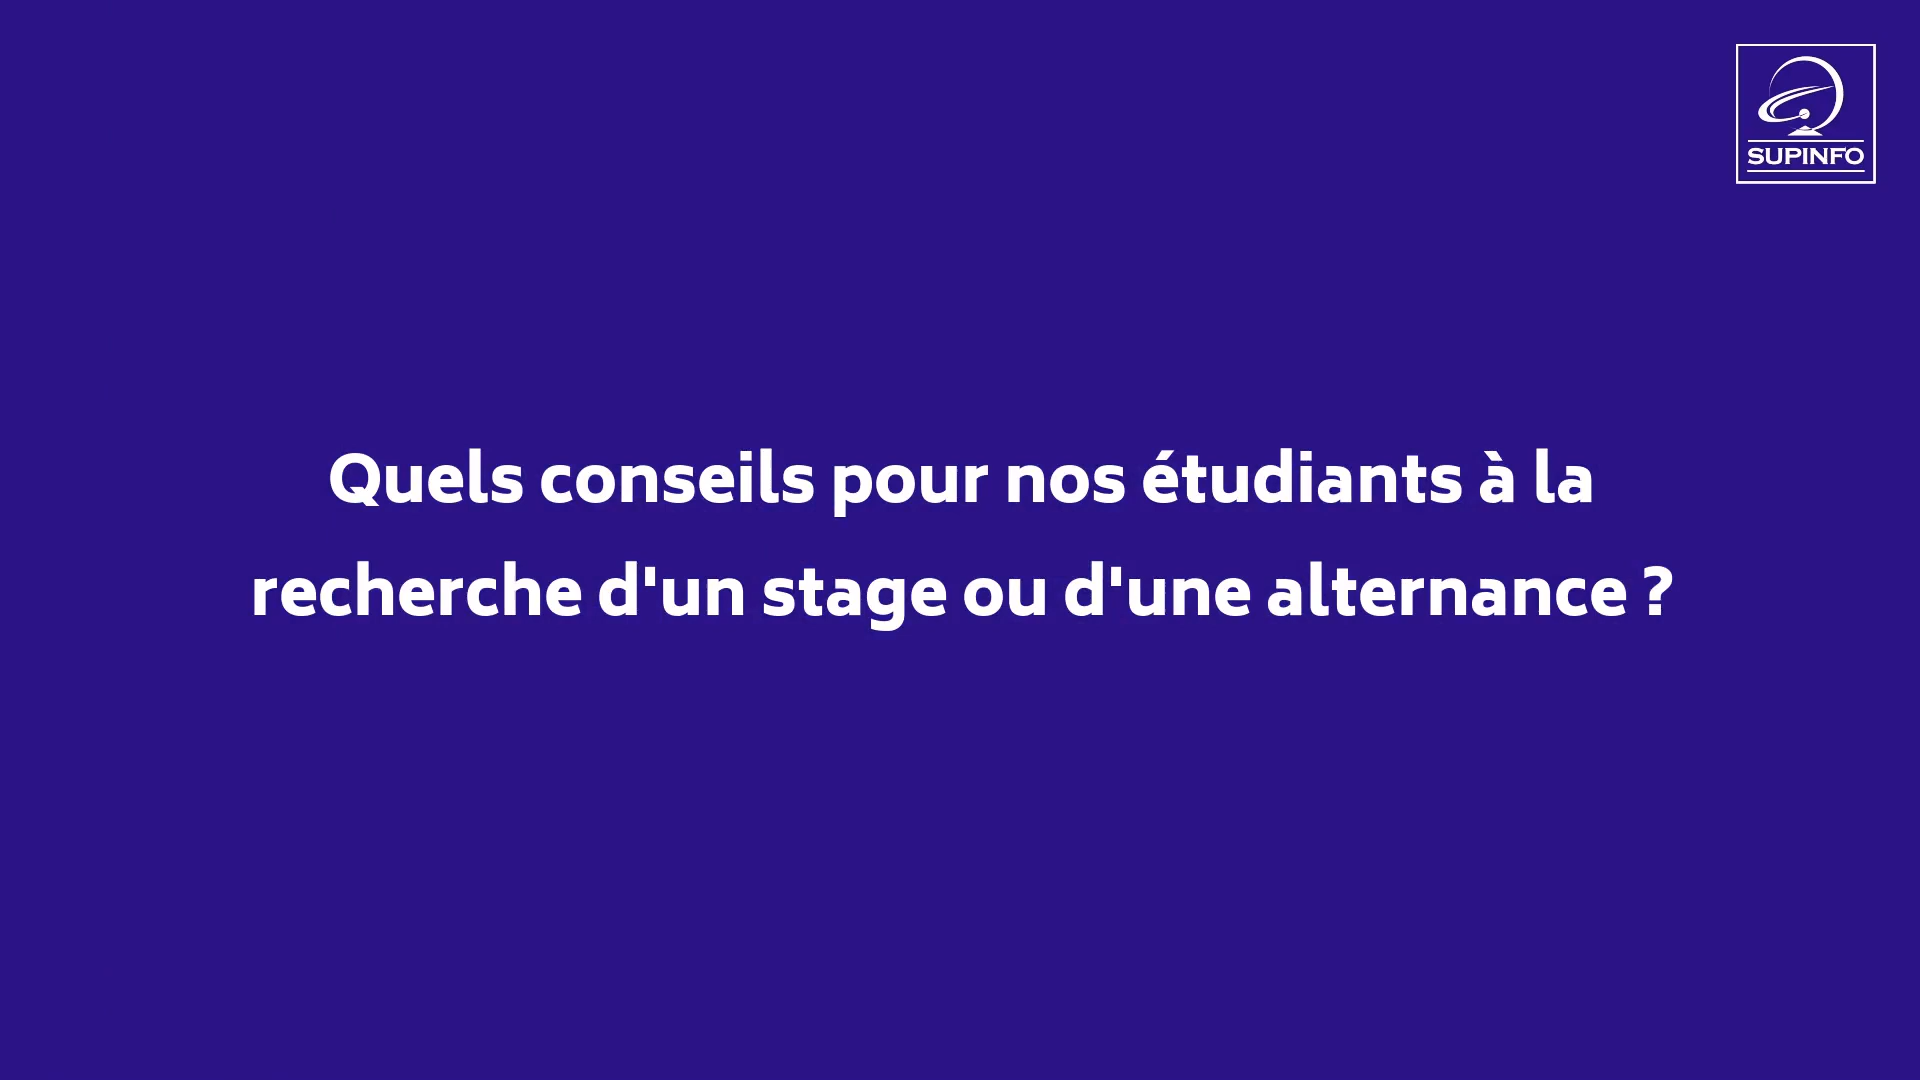 SUPINFO
Quels conseils pour nos étudiants à la
recherche d'un stage ou d'une alternance ?